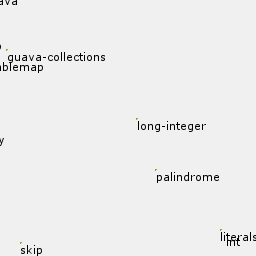 ava
guava-collections
blemap
long-integer
y
palindrome
literals
int
skip